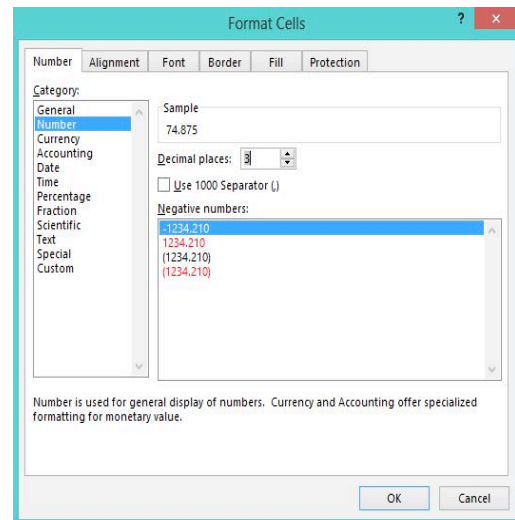 Format Cells
? ×
Number Alignment Font Border Fill Protection
Category:
General
Number
Currency
Accounting
Date
Time
Percentage
Fraction
Scientific
Text
Special
Custom
Sample
74.875
Decimal places: 3
Use 1000 Separator (,)
Negative numbers:
-1234.210
1234.210
(1234.210)
(1234.210)
Number is used for general display of numbers. Currency and Accounting offer specialized
formatting for monetary value.
OK Cancel